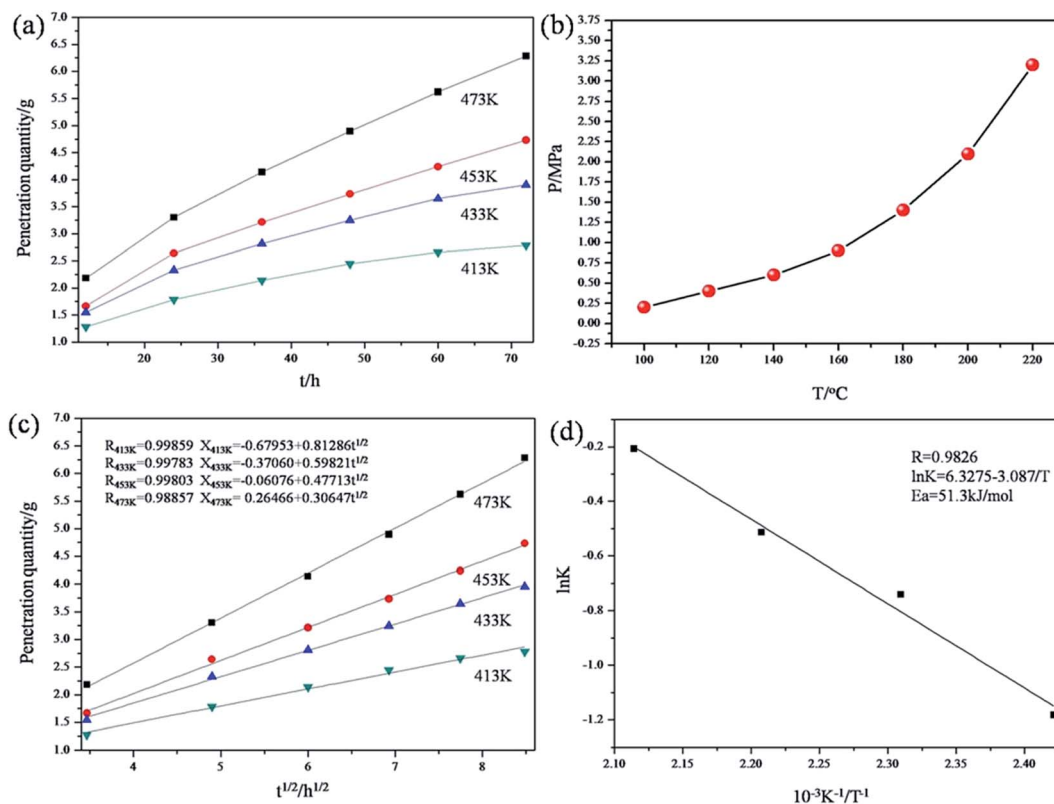 (a)
7.0
6.5
6.0
5.5
5.0
4.5
4.0
3.5
3.0
2.5
2.0
1.5
1.0
Penetration quantity/g
473K
453K
433K
413K
20
30
40
50
60
70
t/h
(b)
3.75
3.50
3.25
3.00
2.75
2.50
2.25
2.00
1.75
1.50
1.25
1.00
0.75
0.50
0.25
0.00
-0.25
P/MPa
100
120
140
160
180
200
220
T/°C
(c)
7.0
6.5
6.0
5.5
5.0
4.5
4.0
3.5
3.0
2.5
2.0
1.5
1.0
Penetration quantity/g
R413K=0.99859 X413K=-0.67953+0.81286t1/2
R433K=0.99783 X433K=-0.37060+0.59821t1/2
R453K=0.99803 X453K=-0.06076+0.47713t1/2
R473K=0.98857 X473K= 0.26466+0.30647t1/2
473K
453K
433K
413K
4
5
6
7
8
t1/2/h1/2
(d)
-0.2
-0.4
-0.6
-0.8
-1.0
-1.2
lnK
R=0.9826
lnK=6.3275-3.087/T
Ea=51.3kJ/mol
2.10
2.15
2.20
2.25
2.30
2.35
2.40
10-3K-1/T-1